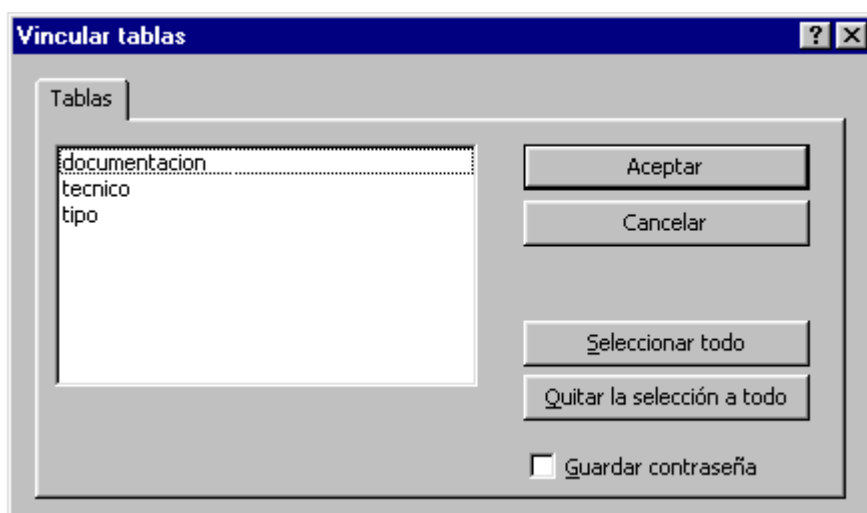 Vincular tablas
Tablas
documentacion
tecnico
tipo
Aceptar
Cancelar
Seleccionar todo
Quitar la selección a todo
Guardar contraseña